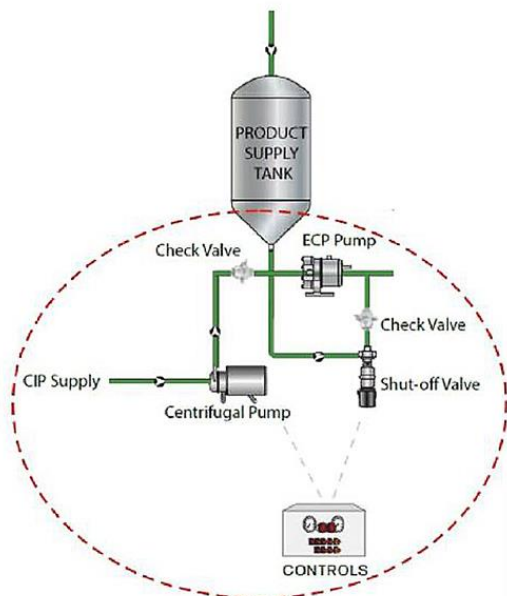 PRODUCT
SUPPLY
TANK
ECP Pump
Check Valve
Check Valve
CIP Supply
Shut-off Valve
Centrifugal Pump
CONTROLS